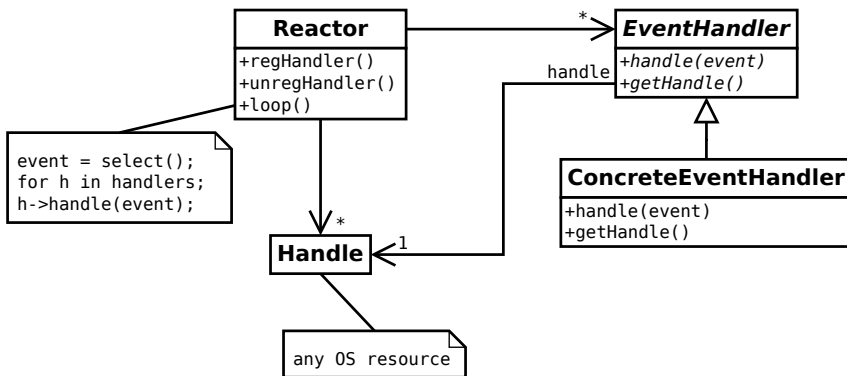 Reactor
+regHandler()
+unregHandler()
+loop()
*
EventHandler
+handle(event)
+getHandle()
handle
event = select();
for h in handlers;
h->handle(event);
ConcreteEventHandler
+handle(event)
+getHandle()
*
1
Handle
any OS resource